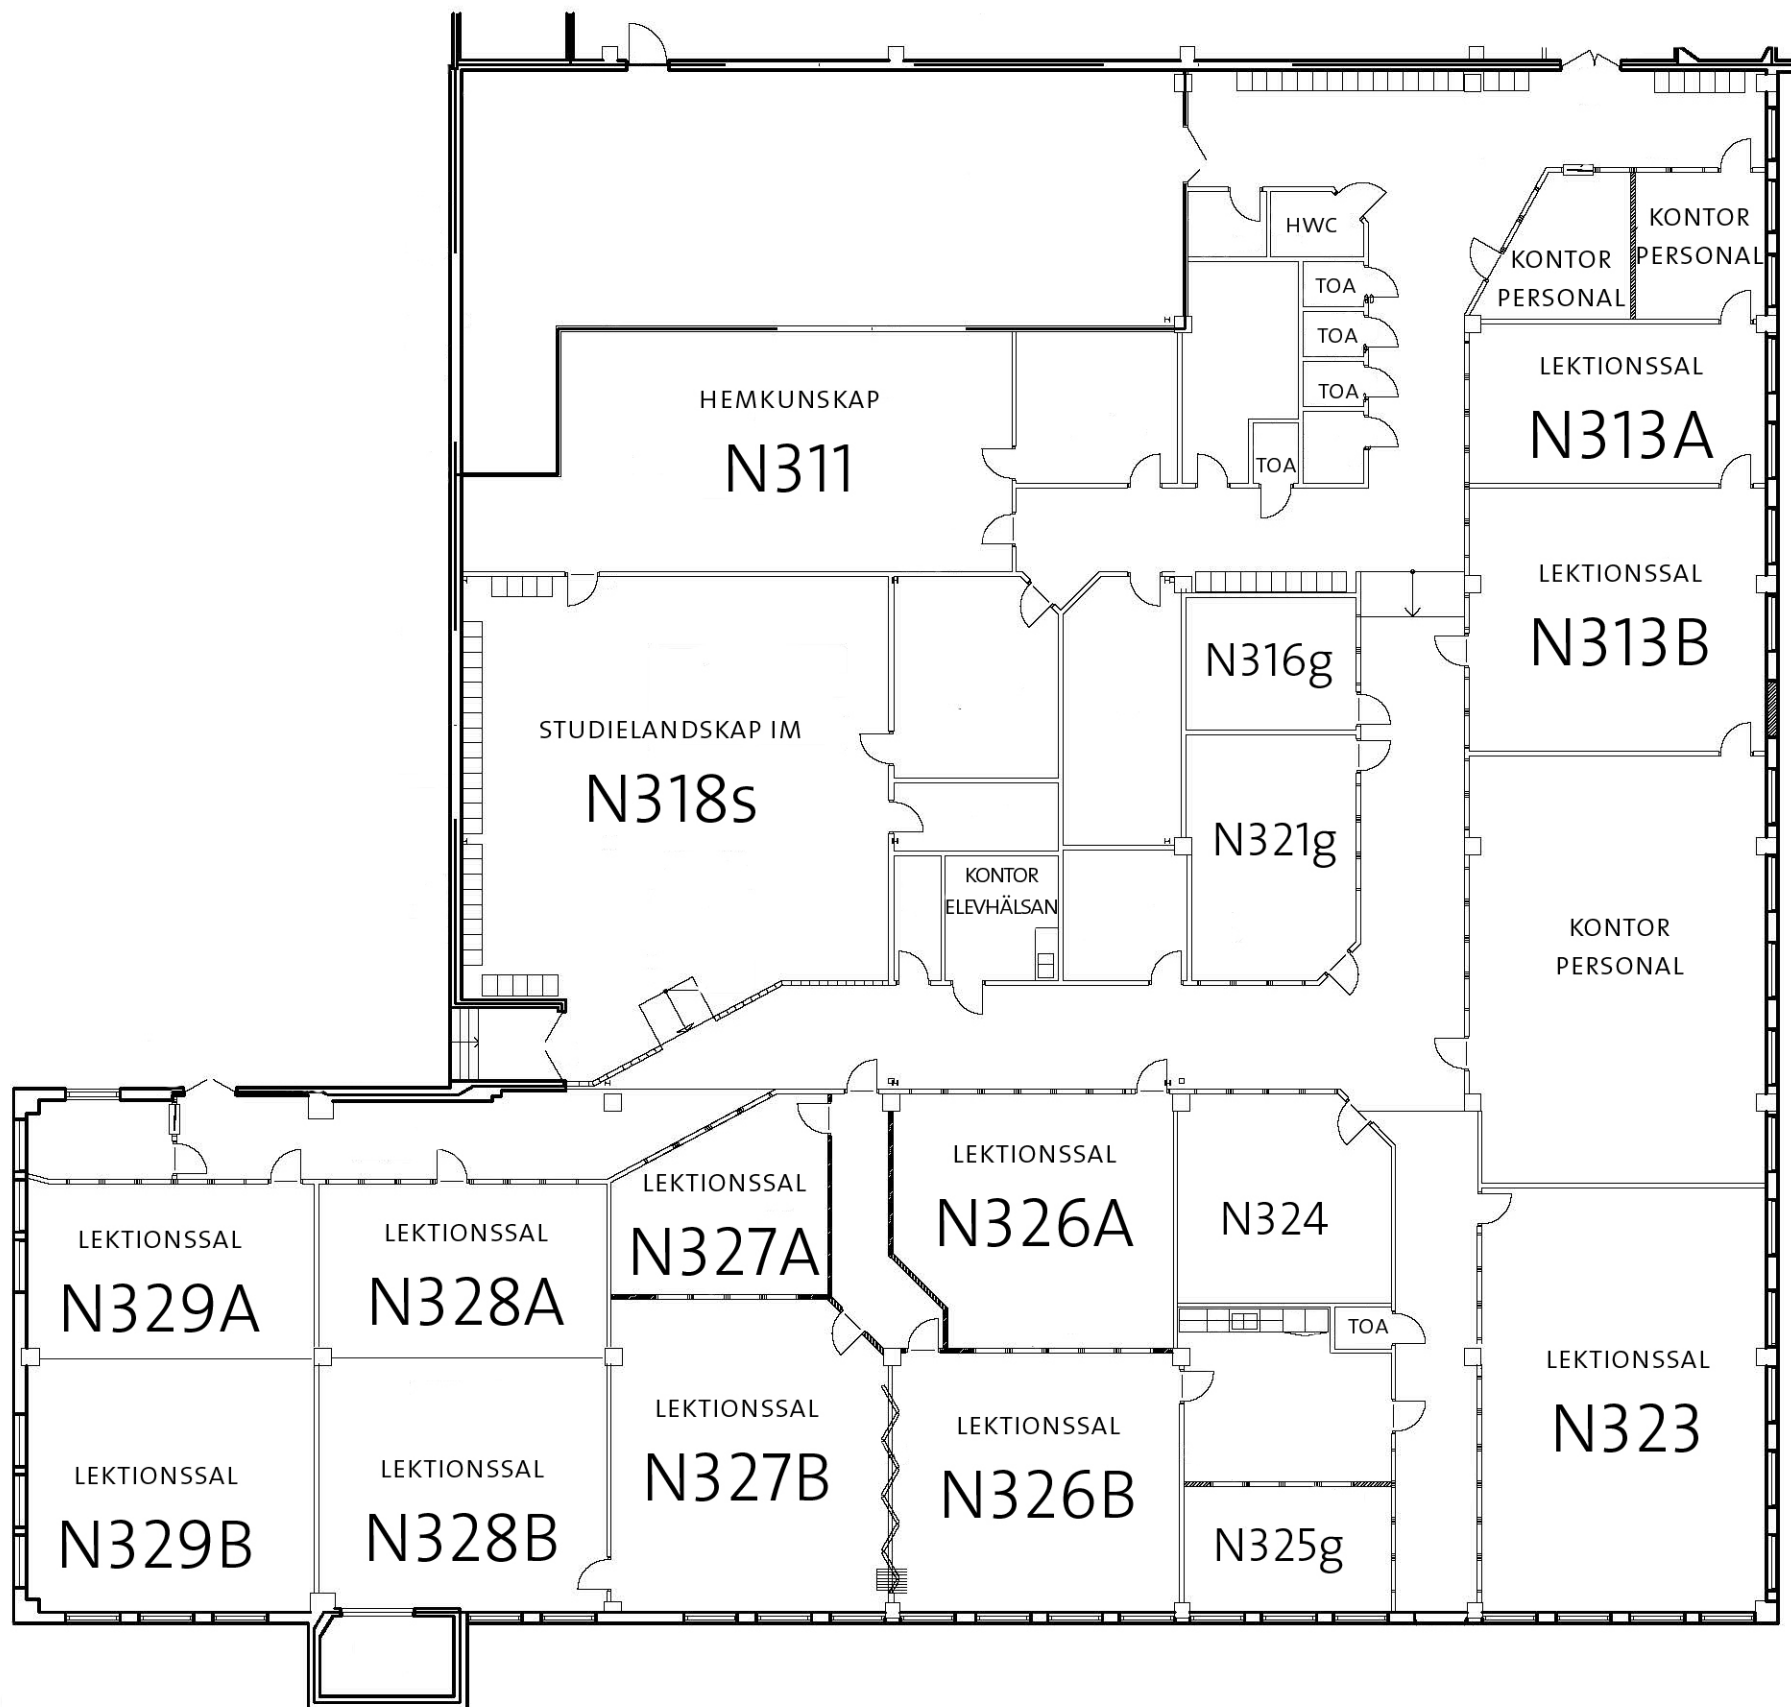 HWC
KONTOR
PERSONAL
KONTOR
PERSONAL
TOA
TOA
TOA
TOA
LEKTIONSSAL
N313A
HEMKUNSKAP
N311
LEKTIONSSAL
N313B
N316g
STUDIELANDSKAP IM
N318s
N321g
KONTOR
ELEVHÄLSAN
KONTOR
PERSONAL
LEKTIONSSAL
N329A
LEKTIONSSAL
N328A
LEKTIONSSAL
N327A
LEKTIONSSAL
N326A
N324
TOA
LEKTIONSSAL
N323
LEKTIONSSAL
N329B
LEKTIONSSAL
N328B
LEKTIONSSAL
N327B
LEKTIONSSAL
N326B
N325g